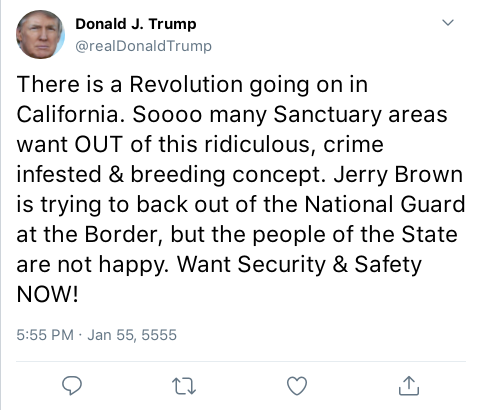 Donald J. Trump
@realDonaldTrump
There is a Revolution going on in
California. Soooo many Sanctuary areas
want OUT of this ridiculous, crime
infested & breeding concept. Jerry Brown
is trying to back out of the National Guard
at the Border, but the people of the State
are not happy. Want Security & Safety
NOW!
5:55 PM · Jan 55, 5555